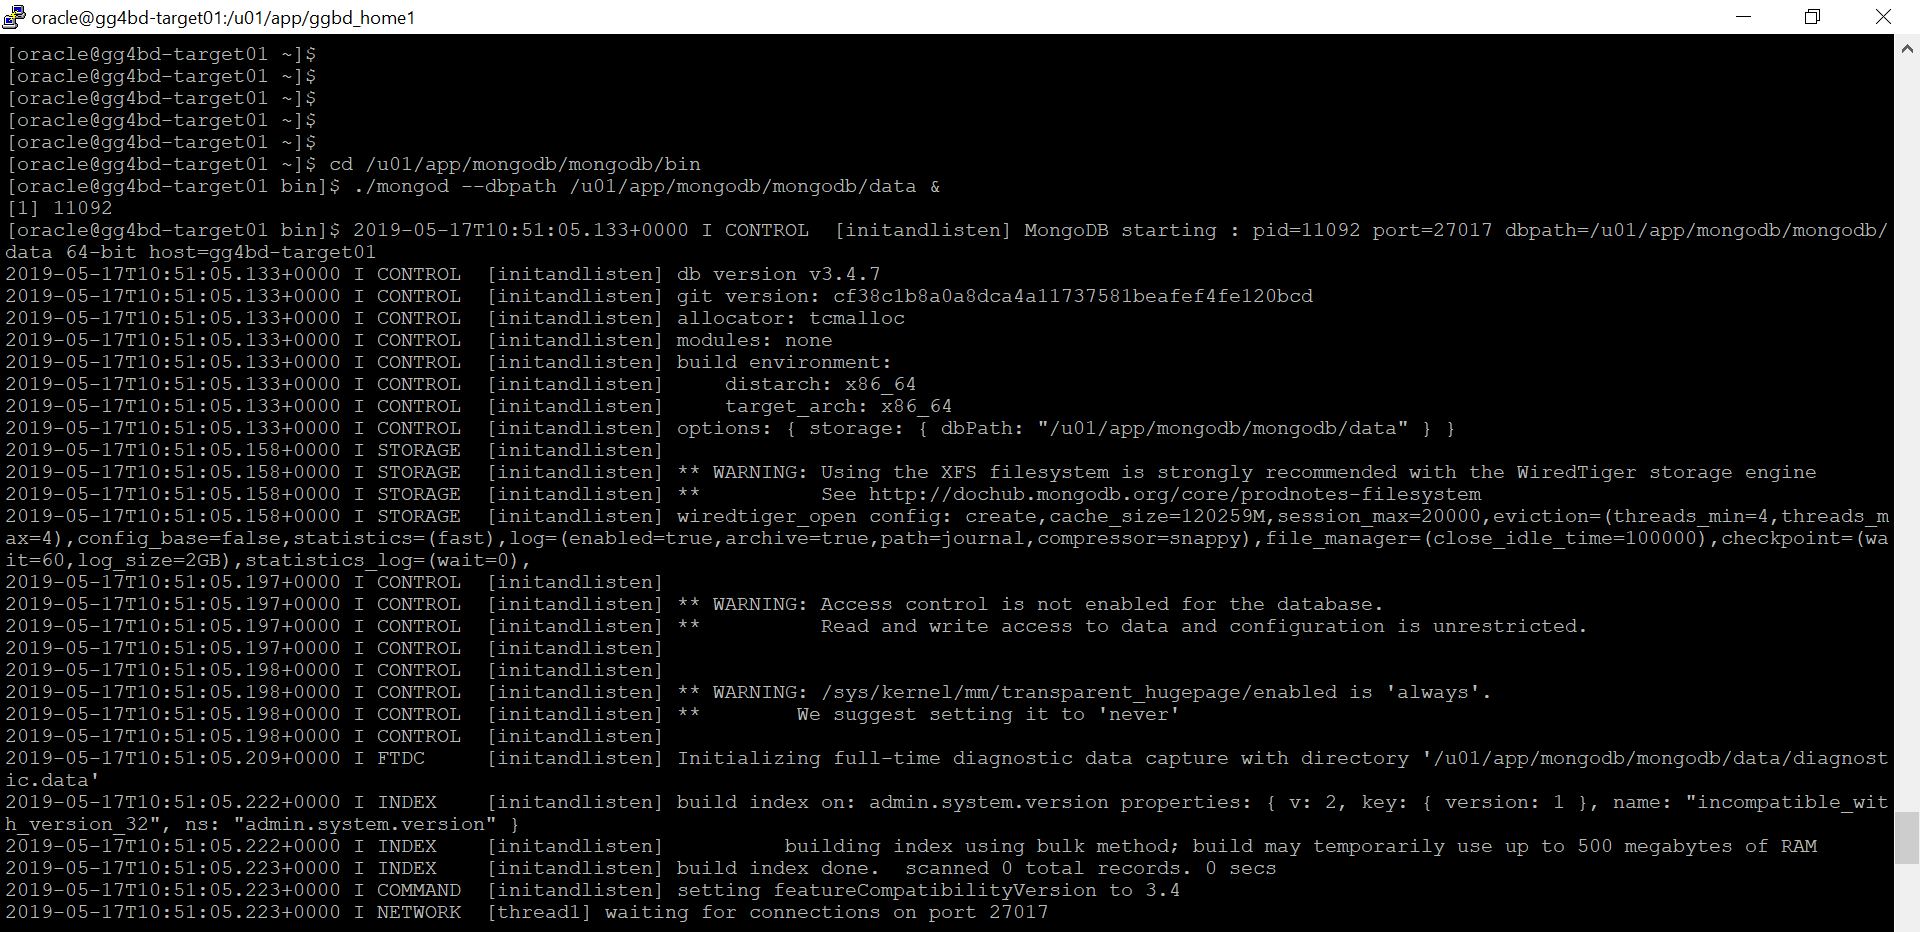 oracle@gg4bd-target01:/u01/app/ggbd_home1
[oracle@gg4bd-target01 ~]$
[oracle@gg4bd-target01 ~]$
[oracle@gg4bd-target01 ~]$
[oracle@gg4bd-target01 ~]$
[oracle@gg4bd-target01 ~]$
[oracle@gg4bd-target01 ~]$ cd /u01/app/mongodb/mongodb/bin
[oracle@gg4bd-target01 bin]$ ./mongod --dbpath /u01/app/mongodb/mongodb/data &
[1] 11092
[oracle@gg4bd-target01 bin]$ 2019-05-17T10:51:05.133+0000 I CONTROL  [initandlisten] MongoDB starting : pid=11092 port=27017 dbpath=/u01/app/mongodb/mongodb/
data 64-bit host=gg4bd-target01
2019-05-17T10:51:05.133+0000 I CONTROL  [initandlisten] db version v3.4.7
2019-05-17T10:51:05.133+0000 I CONTROL  [initandlisten] git version: cf38c1b8a0a8dca4a11737581beafef4fe120bcd
2019-05-17T10:51:05.133+0000 I CONTROL  [initandlisten] allocator: tcmalloc
2019-05-17T10:51:05.133+0000 I CONTROL  [initandlisten] modules: none
2019-05-17T10:51:05.133+0000 I CONTROL  [initandlisten] build environment:
2019-05-17T10:51:05.133+0000 I CONTROL  [initandlisten]     distarch: x86_64
2019-05-17T10:51:05.133+0000 I CONTROL  [initandlisten]     target_arch: x86_64
2019-05-17T10:51:05.133+0000 I CONTROL  [initandlisten] options: { storage: { dbPath: "/u01/app/mongodb/mongodb/data" } }
2019-05-17T10:51:05.158+0000 I STORAGE  [initandlisten]
2019-05-17T10:51:05.158+0000 I STORAGE  [initandlisten] ** WARNING: Using the XFS filesystem is strongly recommended with the WiredTiger storage engine
2019-05-17T10:51:05.158+0000 I STORAGE  [initandlisten] **          See http://dochub.mongodb.org/core/prodnotes-filesystem
2019-05-17T10:51:05.158+0000 I STORAGE  [initandlisten] wiredtiger_open config: create,cache_size=120259M,session_max=20000,eviction=(threads_min=4,threads_m
ax=4),config_base=false,statistics=(fast),log=(enabled=true,archive=true,path=journal,compressor=snappy),file_manager=(close_idle_time=100000),checkpoint=(wa
it=60,log_size=2GB),statistics_log=(wait=0),
2019-05-17T10:51:05.197+0000 I CONTROL  [initandlisten]
2019-05-17T10:51:05.197+0000 I CONTROL  [initandlisten] ** WARNING: Access control is not enabled for the database.
2019-05-17T10:51:05.197+0000 I CONTROL  [initandlisten] **          Read and write access to data and configuration is unrestricted.
2019-05-17T10:51:05.197+0000 I CONTROL  [initandlisten]
2019-05-17T10:51:05.198+0000 I CONTROL  [initandlisten]
2019-05-17T10:51:05.198+0000 I CONTROL  [initandlisten] ** WARNING: /sys/kernel/mm/transparent_hugepage/enabled is 'always'.
2019-05-17T10:51:05.198+0000 I CONTROL  [initandlisten] **        We suggest setting it to 'never'
2019-05-17T10:51:05.198+0000 I CONTROL  [initandlisten]
2019-05-17T10:51:05.209+0000 I FTDC     [initandlisten] Initializing full-time diagnostic data capture with directory '/u01/app/mongodb/mongodb/data/diagnost
ic.data'
2019-05-17T10:51:05.222+0000 I INDEX    [initandlisten] build index on: admin.system.version properties: { v: 2, key: { version: 1 }, name: "incompatible_wit
h_version_32", ns: "admin.system.version" }
2019-05-17T10:51:05.222+0000 I INDEX    [initandlisten]          building index using bulk method; build may temporarily use up to 500 megabytes of RAM
2019-05-17T10:51:05.223+0000 I INDEX    [initandlisten] build index done.  scanned 0 total records. 0 secs
2019-05-17T10:51:05.223+0000 I COMMAND  [initandlisten] setting featureCompatibilityVersion to 3.4
2019-05-17T10:51:05.223+0000 I NETWORK  [thread1] waiting for connections on port 27017